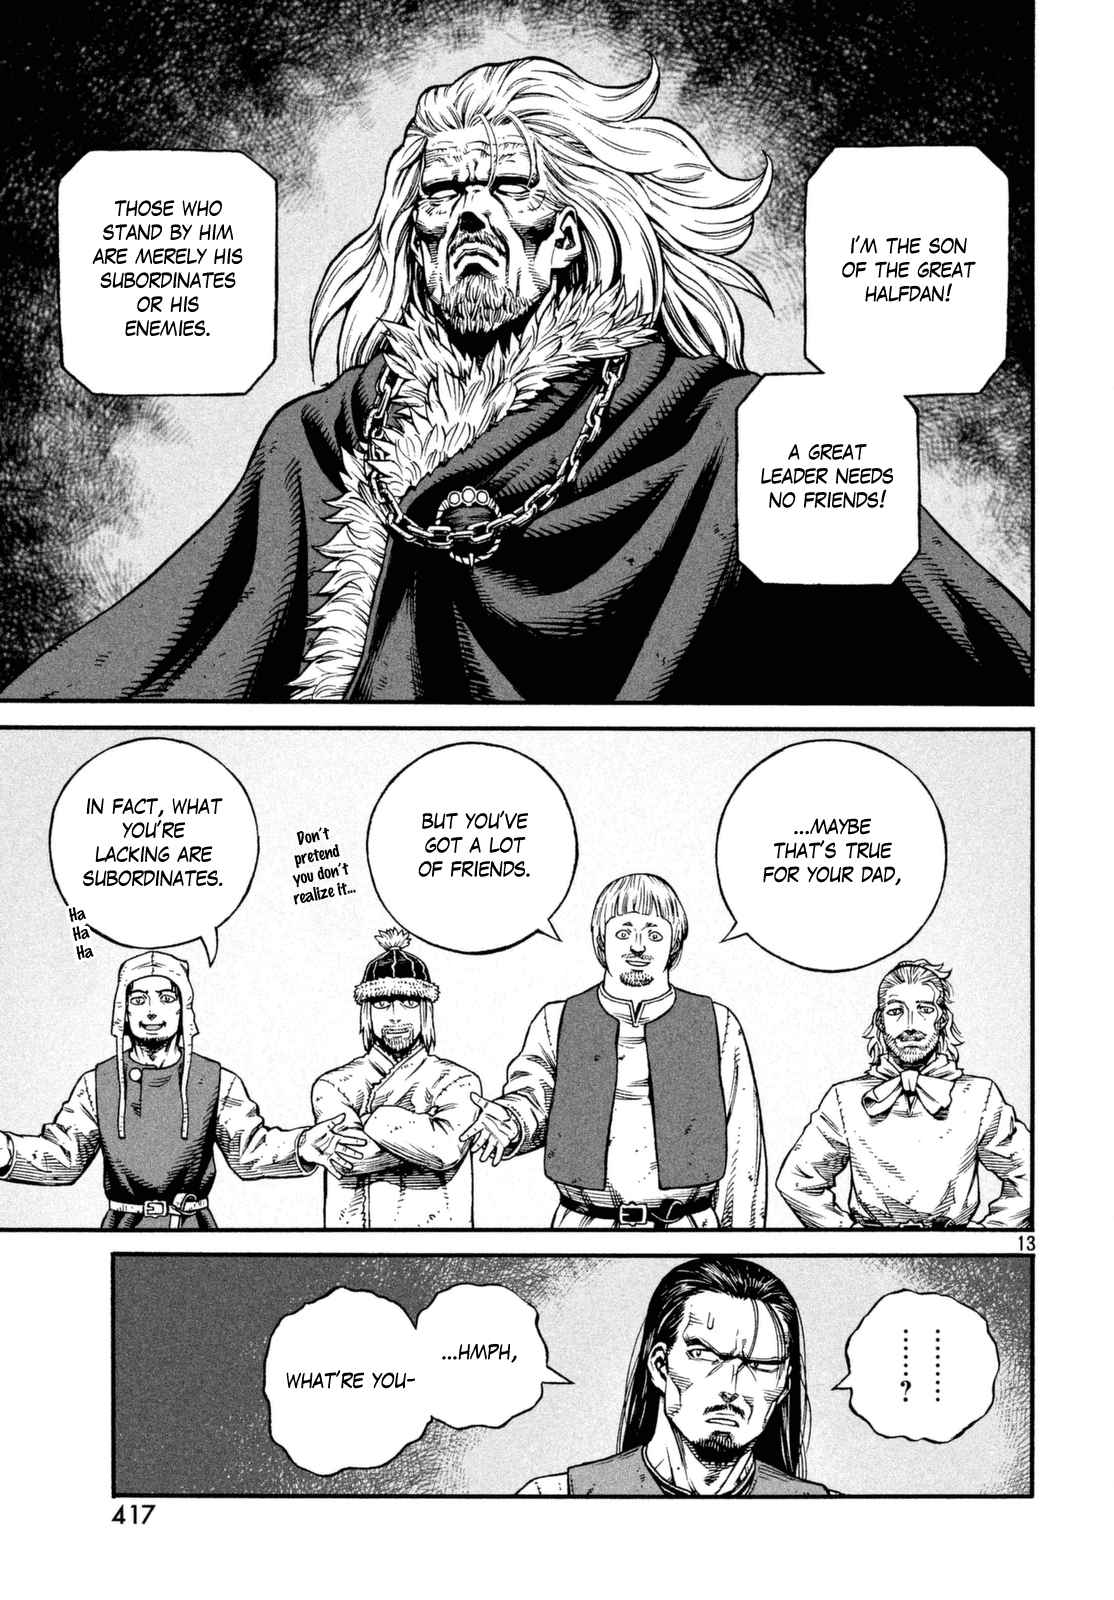 I'M THE SON
OF THE GREAT
HALFDAN!
A GREAT
LEADER NEEDS
NO FRIENDS!
THOSE WHO
STAND BY HIM
ARE MERELY HIS
SUBORDINATES
OR HIS
ENEMIES.
...MAYBE
THAT'S TRUE
FOR YOUR DAD,
BUT YOU'VE
GOT A LOT
OF FRIENDS.
Don't
pretend
you don't
realize it...
IN FACT, WHAT
YOU'RE
LACKING ARE
SUBORDINATES.
Ha
Ha
Ha
13
............?
...HMPH,
WHAT'RE YOU-
417